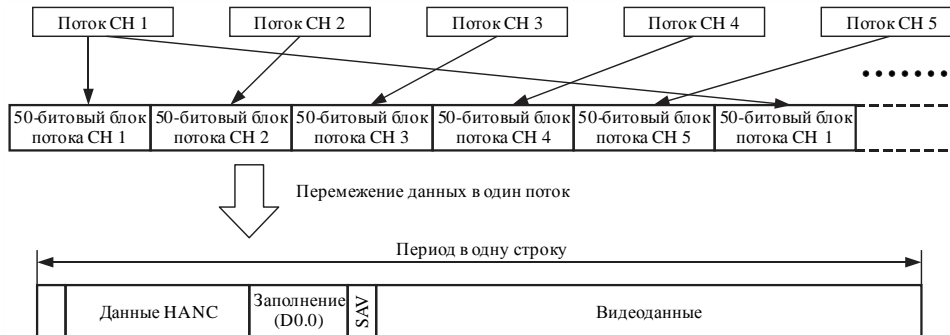 Поток CH 1
Поток CH 2
Поток CH 3
Поток CH 4
Поток CH 5
50-битовый блок потока CH 1
50-битовый блок потока CH 2
50-битовый блок потока CH 3
50-битовый блок потока CH 4
50-битовый блок потока CH 5
50-битовый блок потока CH 1
Перемежение данных в один поток
Период в одну строку
Данные HANC
Заполнение
(D0.0)
SAV
Видеоданные